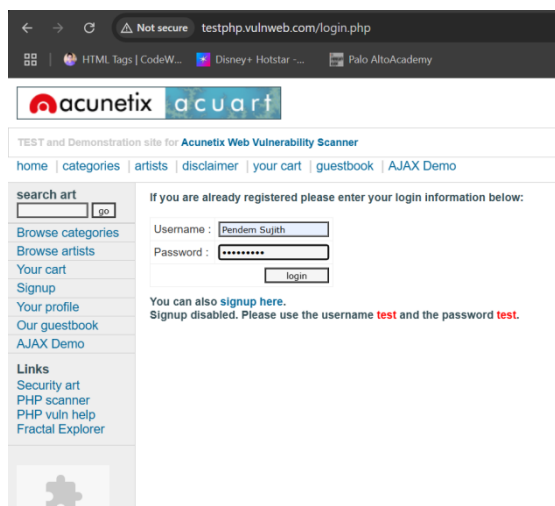 Not secure testphp.vulnweb.com/login.php
HTML Tags | CodeW... Disney+ Hotstar -... Palo AltoAcademy
acunetix acuart
TEST and Demonstration site for Acunetix Web Vulnerability Scanner
home | categories | artists | disclaimer | your cart | guestbook | AJAX Demo
search art
go
Browse categories
Browse artists
Your cart
Signup
Your profile
Our guestbook
AJAX Demo
Links
Security art
PHP scanner
PHP vuln help
Fractal Explorer
If you are already registered please enter your login information below:
Username : Pendem Sujith
Password : •••••••••
login
You can also signup here.
Signup disabled. Please use the username test and the password test.